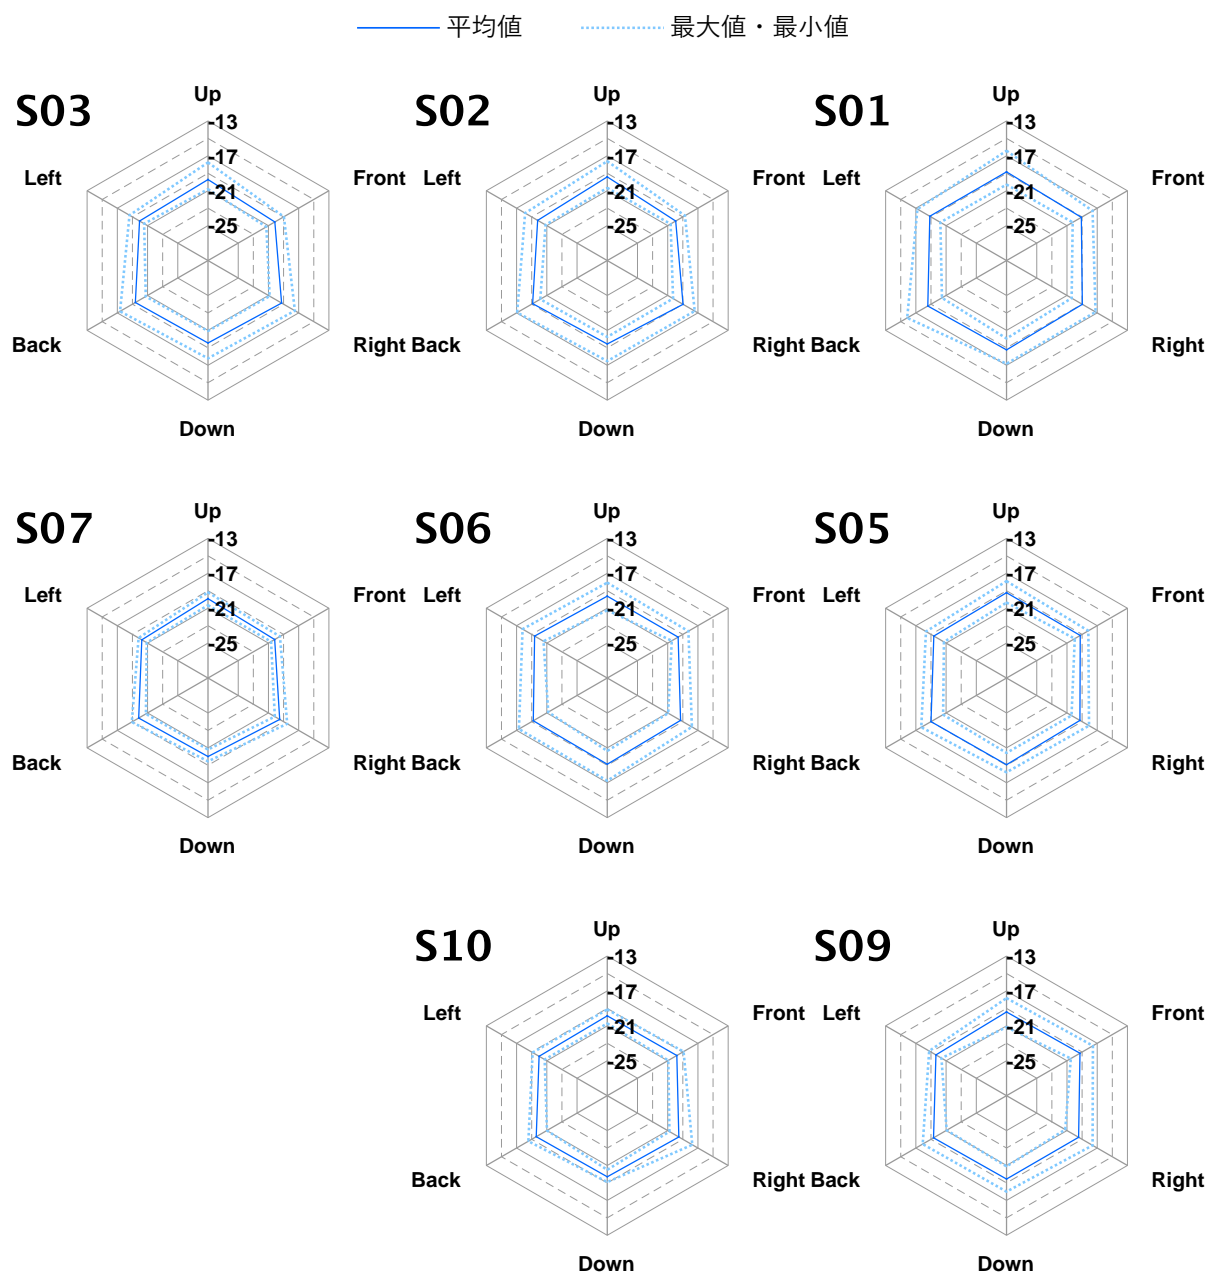 平均値 最大値・最小値
S03
Up
-13
-17
-21
-25
Left
Front
Back
Right
Down
S02
Up
-13
-17
-21
-25
Left
Front
Back
Right
Down
S01
Up
-13
-17
-21
-25
Left
Front
Back
Right
Down
S07
Up
-13
-17
-21
-25
Left
Front
Back
Right
Down
S06
Up
-13
-17
-21
-25
Left
Front
Back
Right
Down
S05
Up
-13
-17
-21
-25
Left
Front
Back
Right
Down
S10
Up
-13
-17
-21
-25
Left
Front
Back
Right
Down
S09
Up
-13
-17
-21
-25
Left
Front
Back
Right
Down